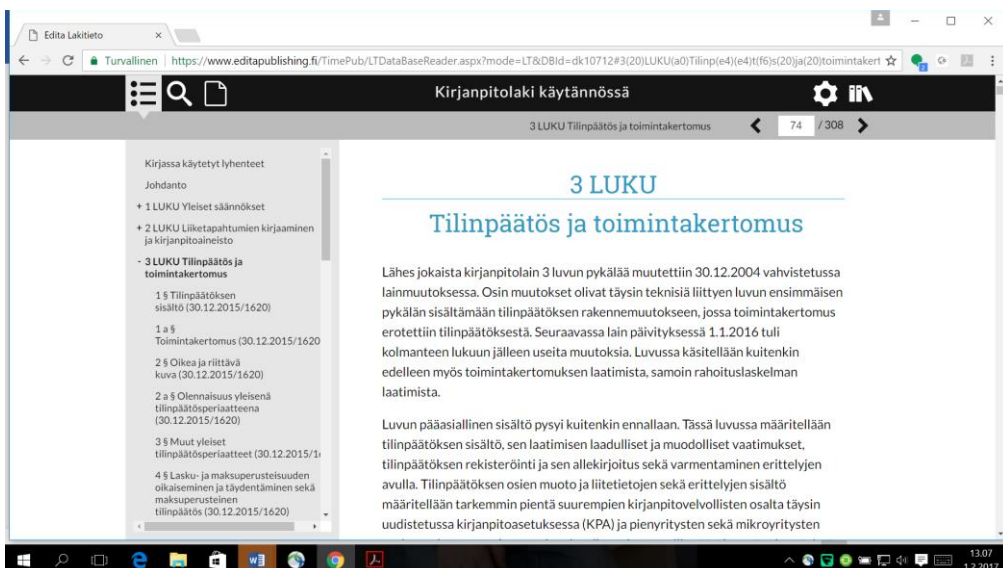 Edita Lakitieto
Turvallinen | https://www.editapublishing.fi/TimePub/LTDataBaseReader.aspx?mode=LT&DBId=dk10712#3(20)LUKU(a0)Tilinp(e4)(e4)t(f6)s(20)ja(20)toimintakert
Kirjanpitolaki käytännössä
3 LUKU Tilinpäätös ja toimintakertomus
74 / 308
Kirjassa käytetyt lyhenteet
Johdanto
+ 1 LUKU Yleiset säännökset
+ 2 LUKU Liiketapahtumien kirjaaminen
ja kirjanpitoaineisto
- 3 LUKU Tilinpäätös ja
toimintakertomus
1 § Tilinpäätöksen
sisältö (30.12.2015/1620)
1 a §
Toimintakertomus (30.12.2015/1620
2 § Oikea ja riittävä
kuva (30.12.2015/1620)
2 a § Olennaisuus yleisenä
tilinpäätösperiaatteena
(30.12.2015/1620)
3 § Muut yleiset
tilinpäätösperiaatteet (30.12.2015/1
4 § Lasku- ja maksuperusteisuuden
oikaiseminen ja täydentäminen sekä
maksuperusteinen
tilinpäätös (30.12.2015/1620)
3 LUKU
Tilinpäätös ja toimintakertomus
Lähes jokaista kirjanpitolain 3 luvun pykälää muutettiin 30.12.2004 vahvistetussa
lainmuutoksessa. Osin muutokset olivat täysin teknisiä liittyen luvun ensimmäisen
pykälän sisältämään tilinpäätöksen rakennemuutokseen, jossa toimintakertomus
erotettiin tilinpäätöksestä. Seuraavassa lain päivityksessä 1.1.2016 tuli
kolmanteen lukuun jälleen useita muutoksia. Luvussa käsitellään kuitenkin
edelleen myös toimintakertomuksen laatimista, samoin rahoituslaskelman
laatimista.
Luvun pääasiallinen sisältö pysyi kuitenkin ennallaan. Tässä luvussa määritellään
tilinpäätöksen sisältö, sen laatimisen laadulliset ja muodolliset vaatimukset,
tilinpäätöksen rekisteröinti ja sen allekirjoitus sekä varmentaminen erittelyjen
avulla. Tilinpäätöksen osien muoto ja liitetietojen sekä erittelyjen sisältö
määritellään tarkemmin pientä suurempien kirjanpitovelvollisten osalta täysin
uudistetussa kirjanpitoasetuksessa (KPA) ja pienyritysten sekä mikroyritysten
13.07
1.2.2017